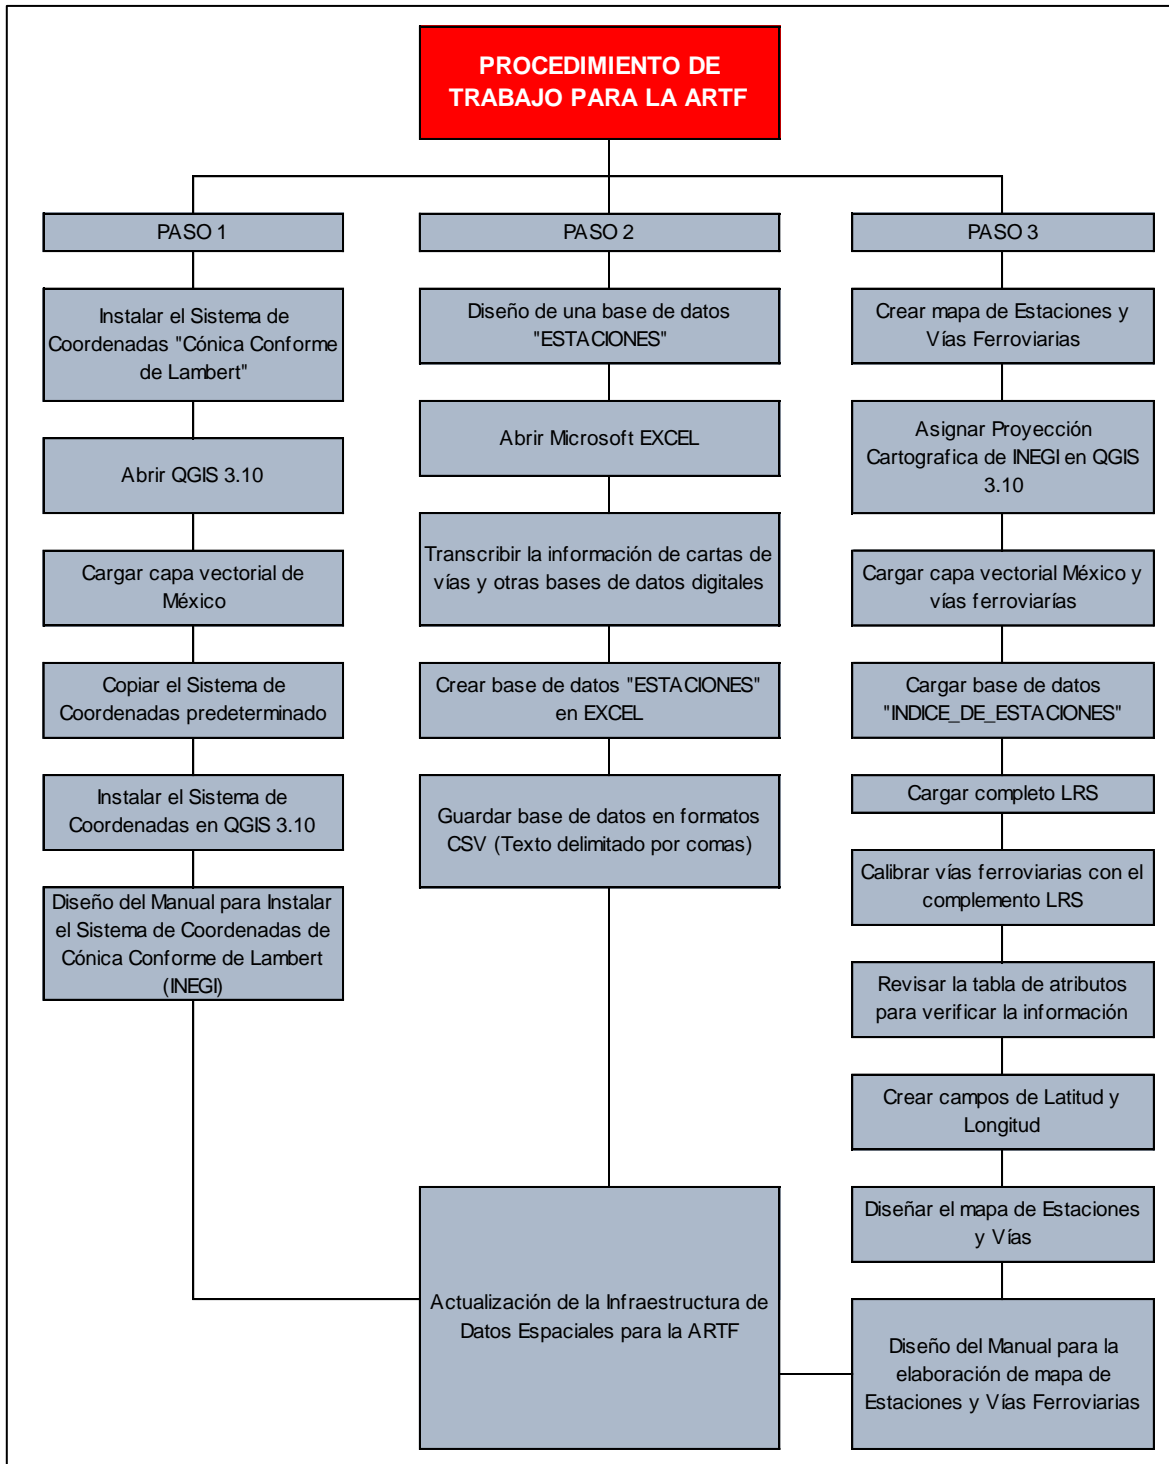 PROCEDIMIENTO DE
TRABAJO PARA LA ARTF
PASO 1
Instalar el Sistema de
Coordenadas "Cónica Conforme
de Lambert"
Abrir QGIS 3.10
Cargar capa vectorial de
México
Copiar el Sistema de
Coordenadas predeterminado
Instalar el Sistema de
Coordenadas en QGIS 3.10
Diseño del Manual para Instalar
el Sistema de Coordenadas de
Cónica Conforme de Lambert
(INEGI)
PASO 2
Diseño de una base de datos
"ESTACIONES"
Abrir Microsoft EXCEL
Transcribir la información de cartas de
vías y otras bases de datos digitales
Crear base de datos "ESTACIONES"
en EXCEL
Guardar base de datos en formatos
CSV (Texto delimitado por comas)
PASO 3
Crear mapa de Estaciones y
Vías Ferroviarias
Asignar Proyección
Cartografica de INEGI en QGIS
3.10
Cargar capa vectorial México y
vías ferroviarías
Cargar base de datos
"INDICE_DE_ESTACIONES"
Cargar completo LRS
Calibrar vías ferroviarias con el
complemento LRS
Revisar la tabla de atributos
para verificar la información
Crear campos de Latitud y
Longitud
Diseñar el mapa de Estaciones
y Vías
Diseño del Manual para la
elaboración de mapa de
Estaciones y Vías Ferroviarias
Actualización de la Infraestructura de
Datos Espaciales para la ARTF